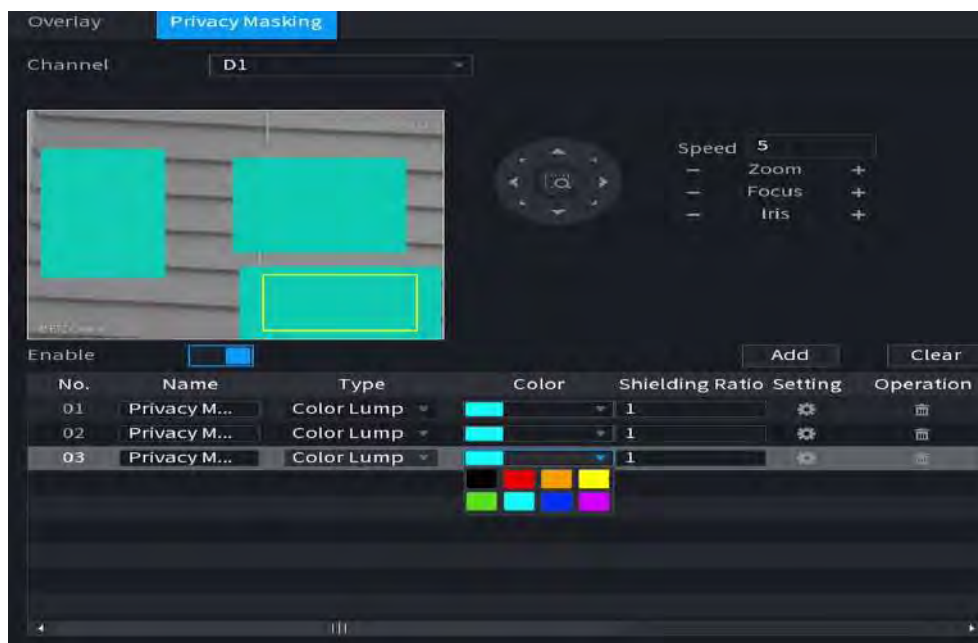 Overlay Privacy Masking
Channel D1
Speed 5
Zoom
Focus
Iris
Enable Add Clear
No. Name Type Color Shielding Ratio Setting Operation
01 Privacy M... Color Lump 1
02 Privacy M... Color Lump 1
03 Privacy M... Color Lump 1